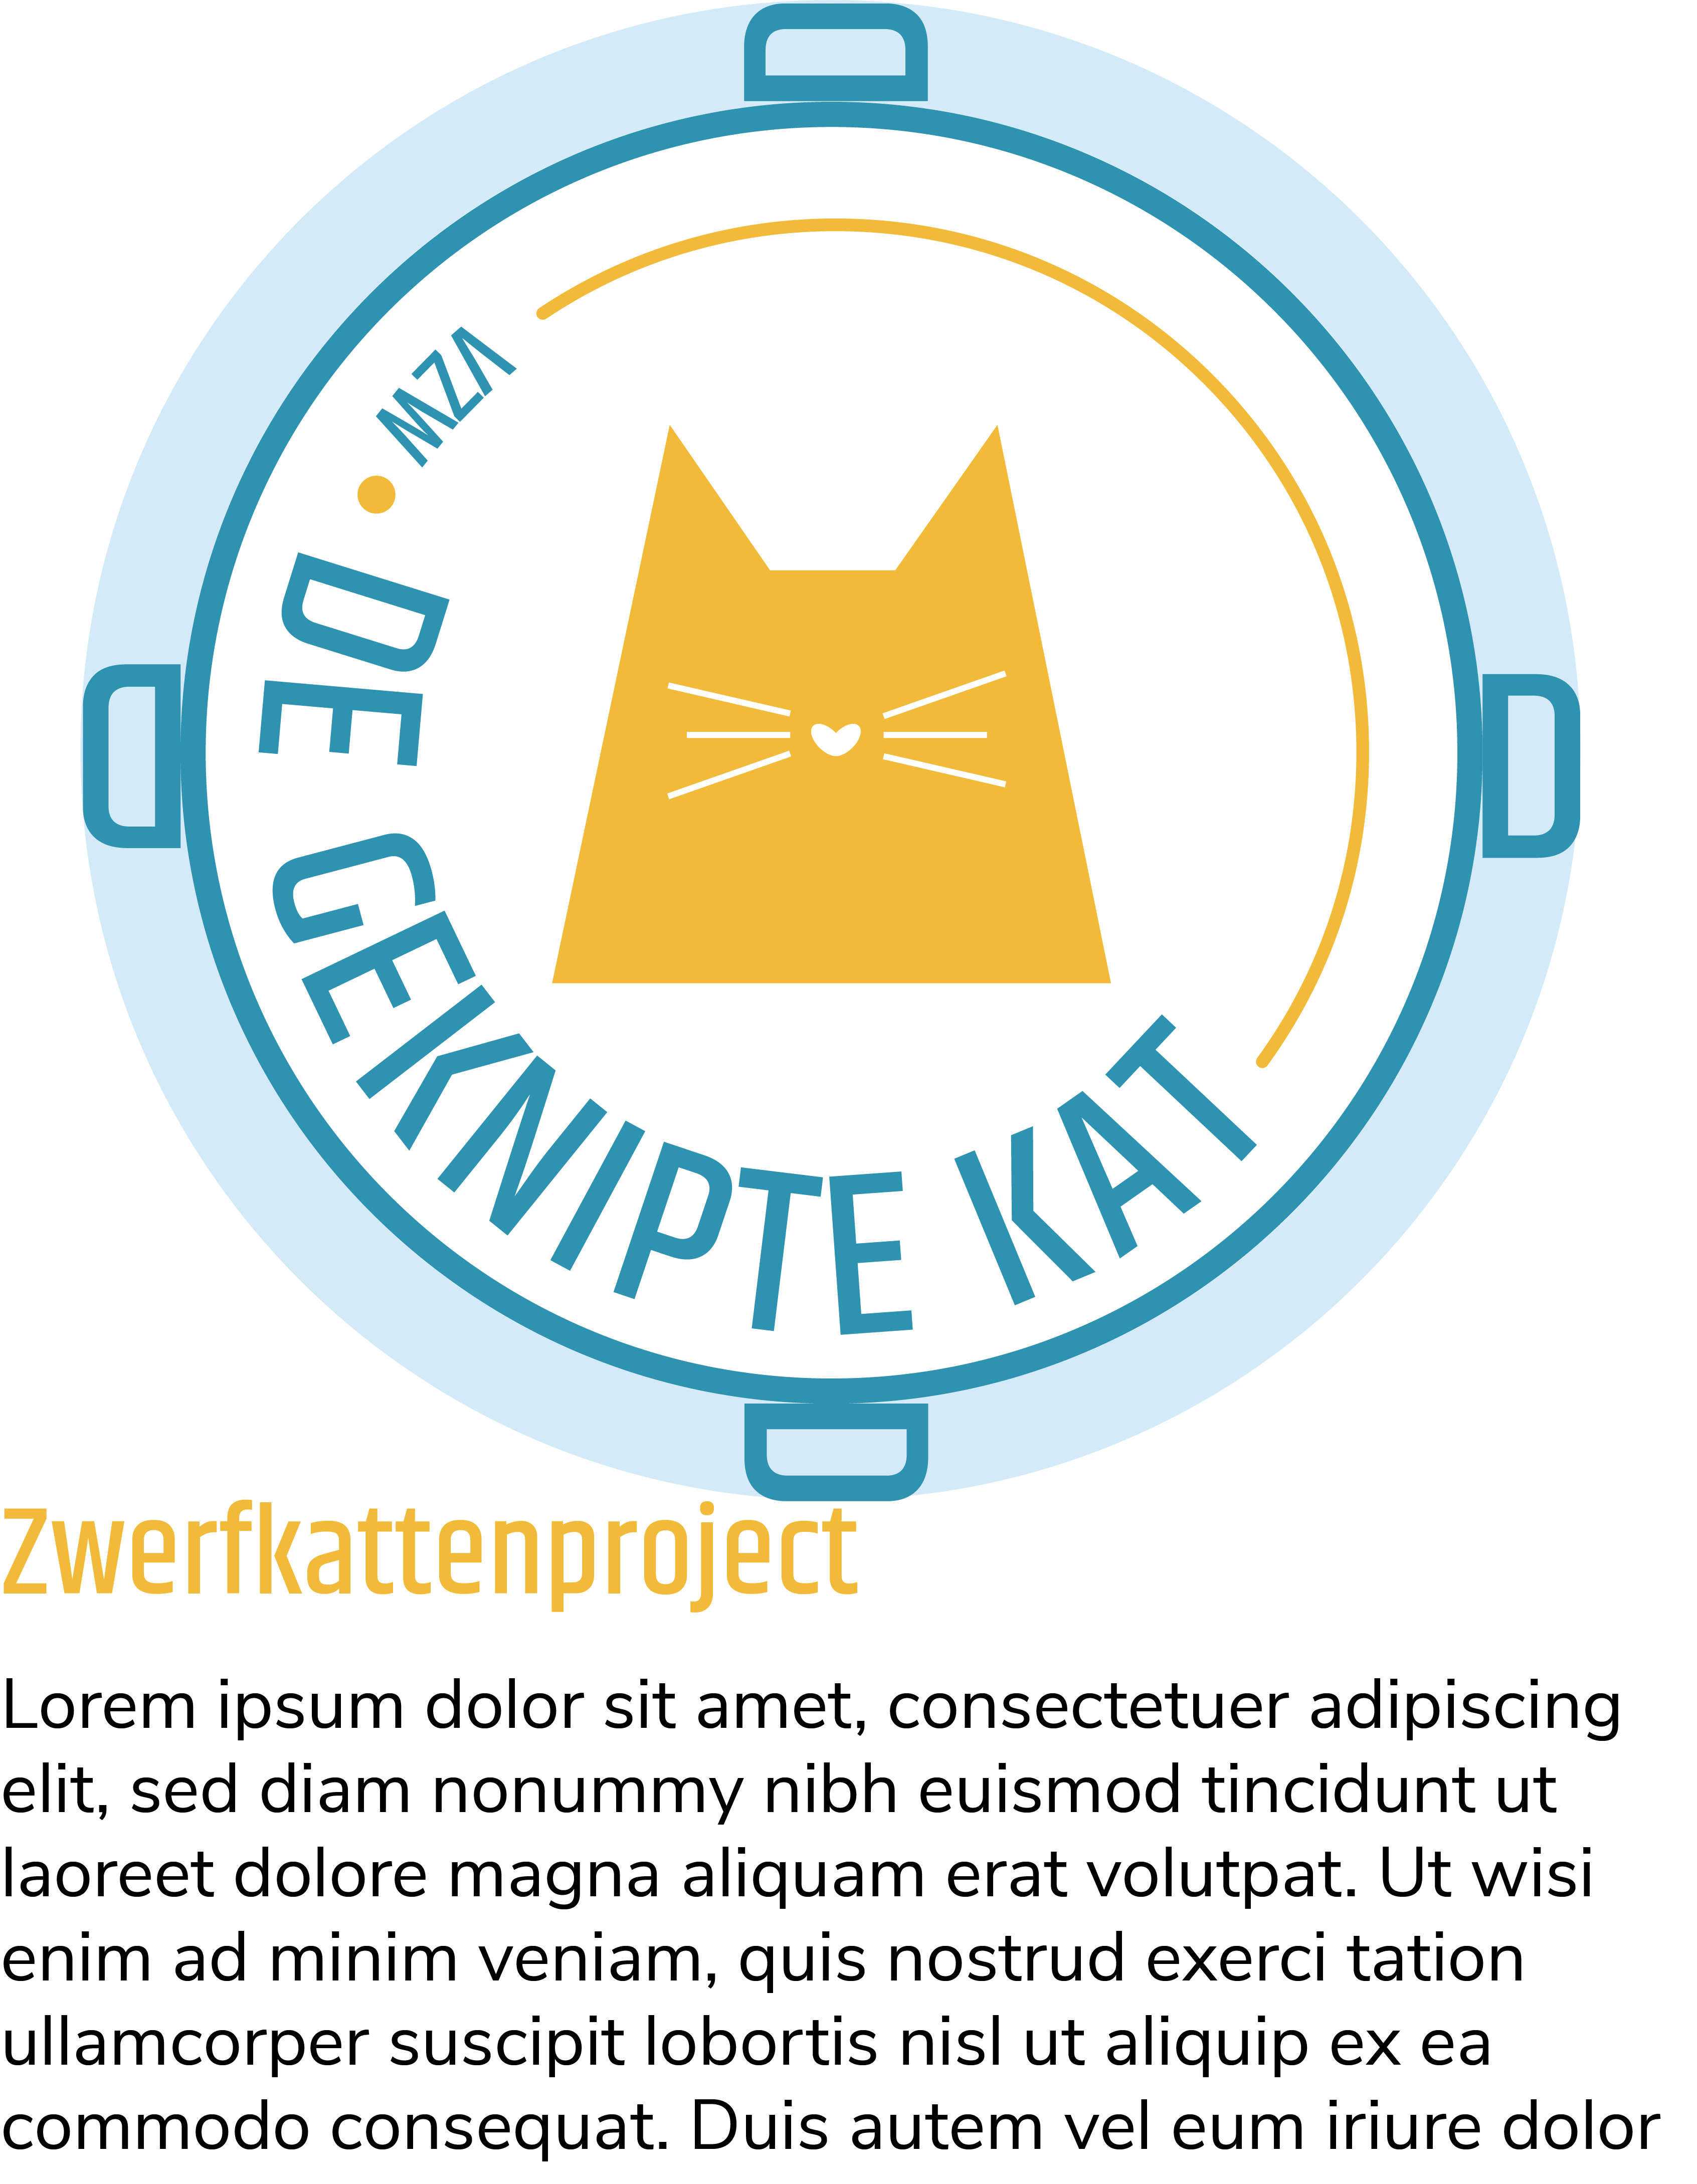 VZW • DE GEKNIPTE KAT
Zwerfkattenproject
Lorem ipsum dolor sit amet, consectetuer adipiscing
elit, sed diam nonummy nibh euismod tincidunt ut
laoreet dolore magna aliquam erat volutpat. Ut wisi
enim ad minim veniam, quis nostrud exerci tation
ullamcorper suscipit lobortis nisl ut aliquip ex ea
commodo consequat. Duis autem vel eum iriure dolor